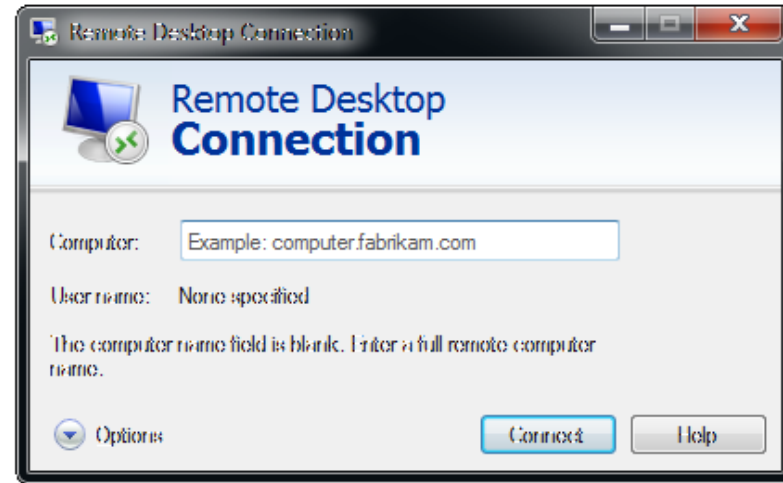 Remote Desktop Connection
Remote Desktop
Connection
Computer:
Example: computer.fabrikam.com
User name: None specified
The computer name field is blank. Enter a full remote computer
name.
Options
Connect
Help